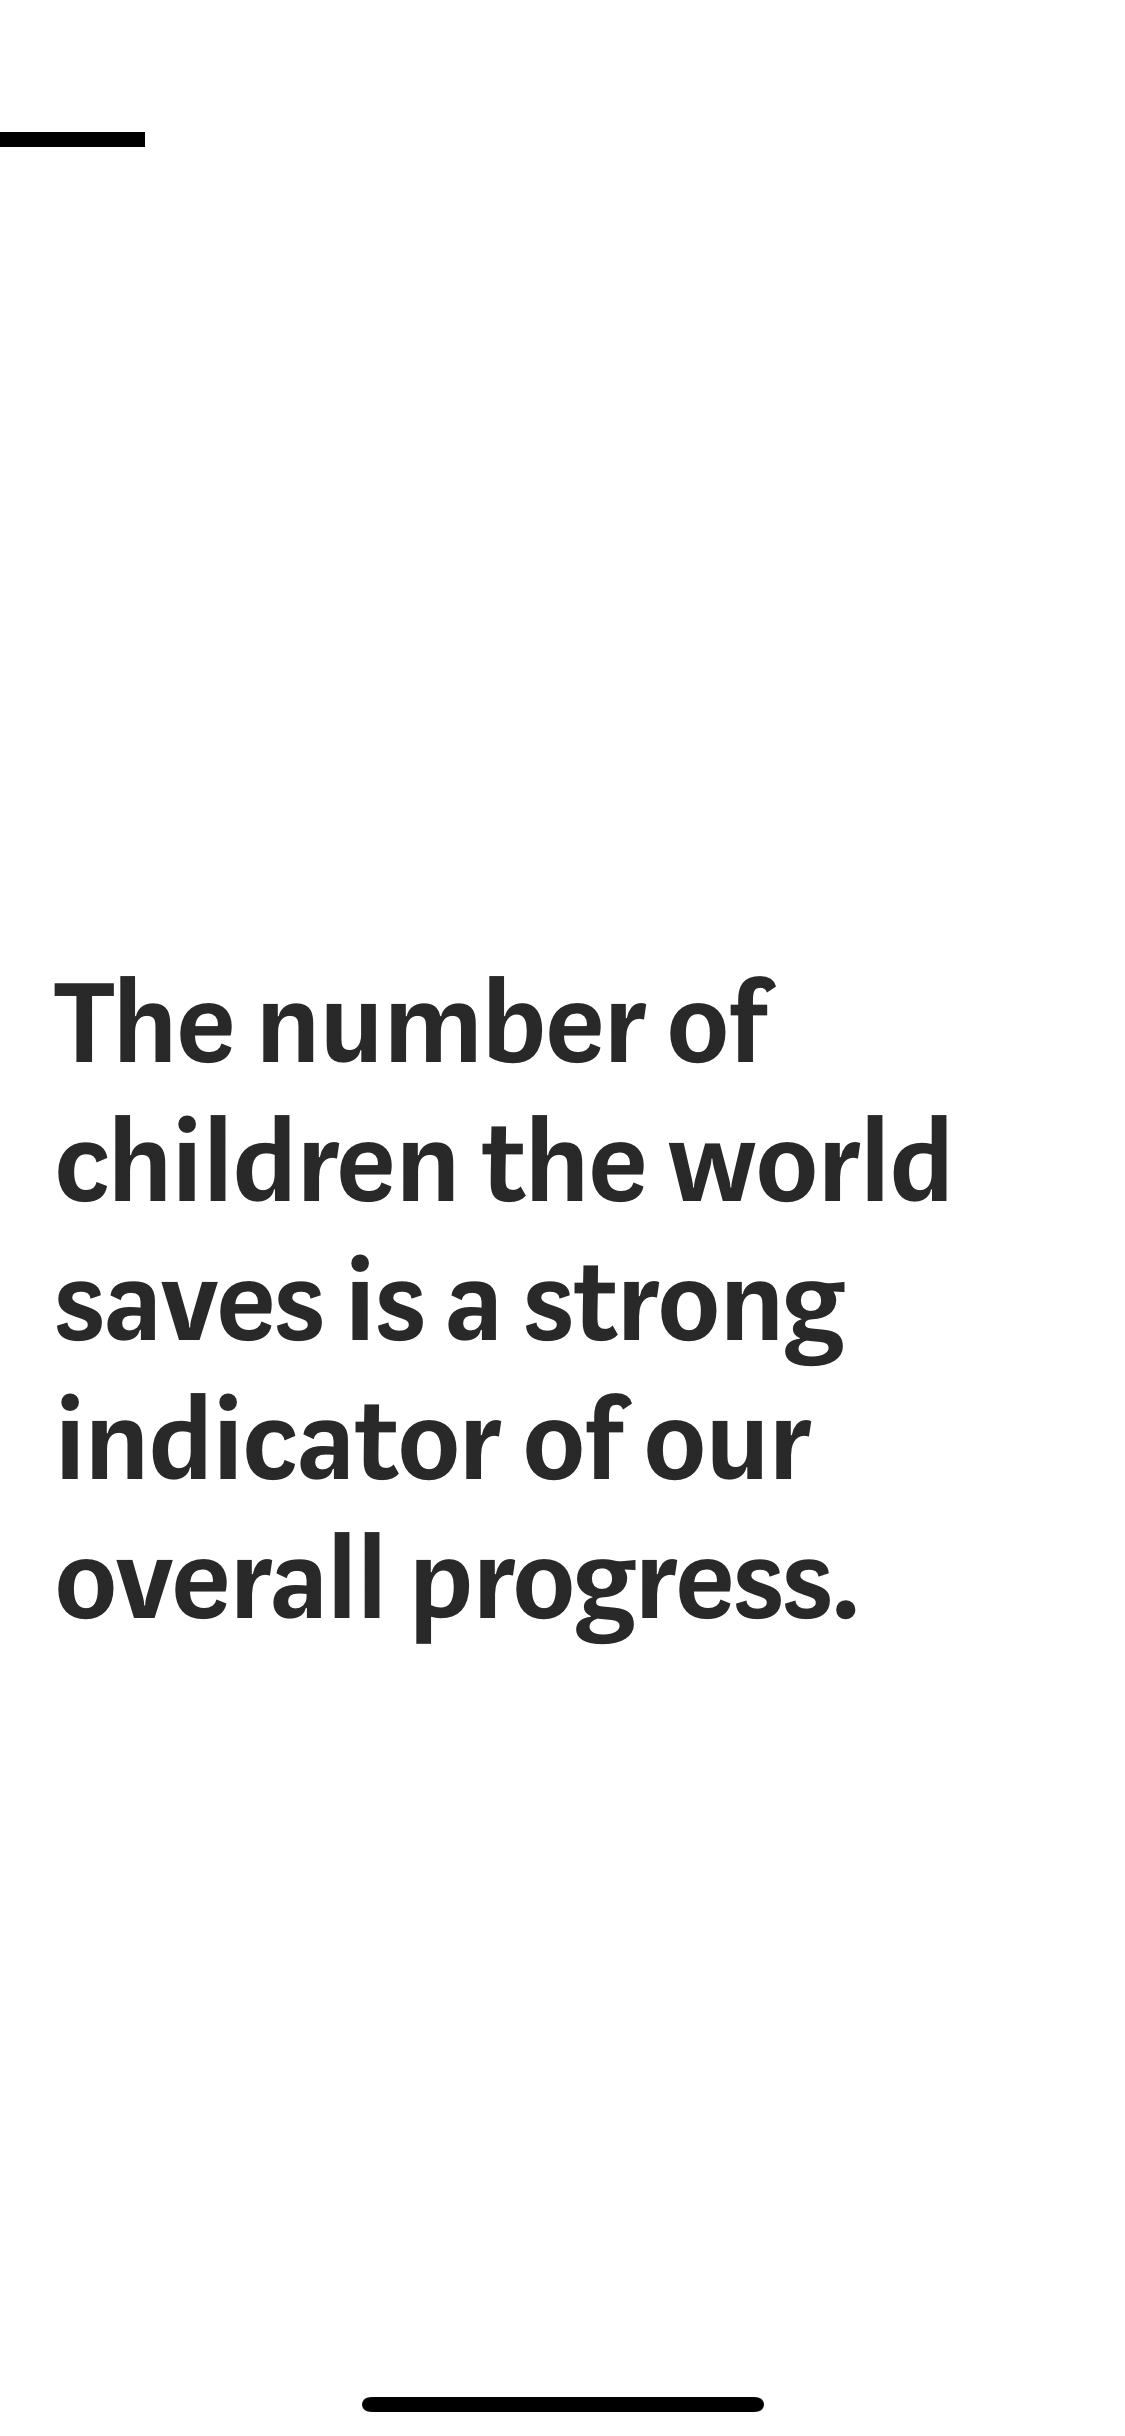 The number of
children the world
saves is a strong
indicator of our
overall progress.